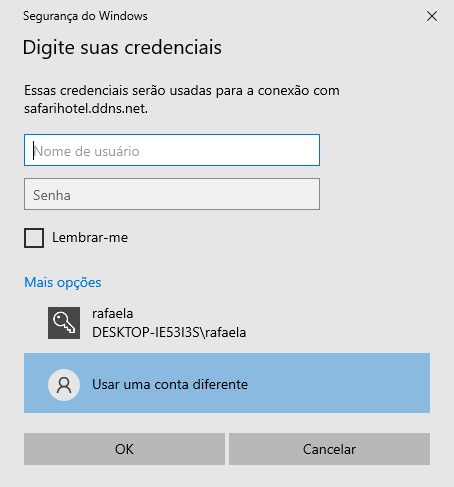 Segurança do Windows
Digite suas credenciais
Essas credenciais serão usadas para a conexão com
safarihotel.ddns.net.
Nome de usuário
Senha
Lembrar-me
Mais opções
rafaela
DESKTOP-IE53I3S\rafaela
Usar uma conta diferente
OK
Cancelar